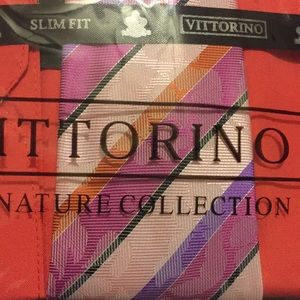 SLIM FIT VITTORINO
ITTORINO
NATURE COLLECTION